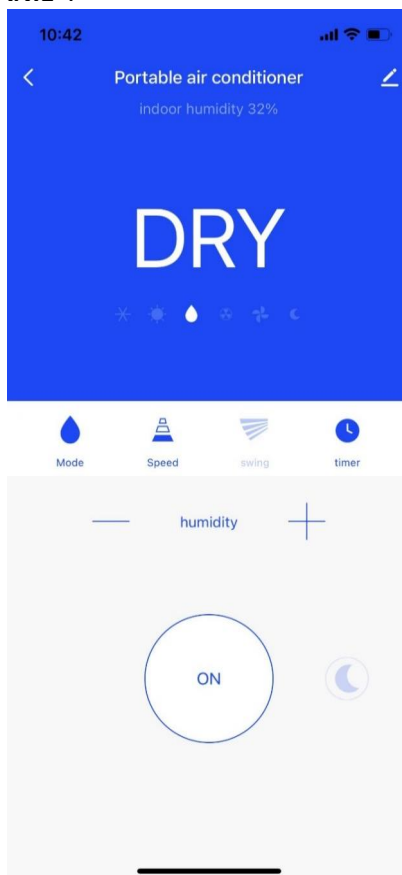 10:42
Portable air conditioner
indoor humidity 32%
DRY
Mode Speed swing timer
humidity
ON